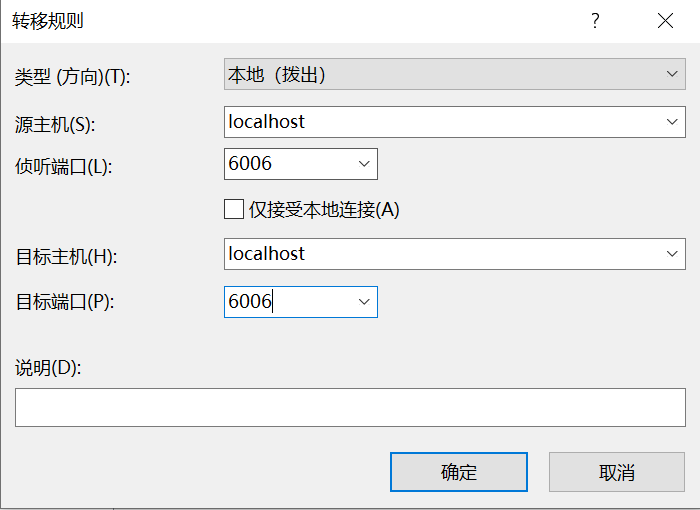 转移规则
类型 (方向)(T):
本地（拨出）
源主机(S):
localhost
侦听端口(L):
6006
仅接受本地连接(A)
目标主机(H):
localhost
目标端口(P):
6006
说明(D):
确定
取消